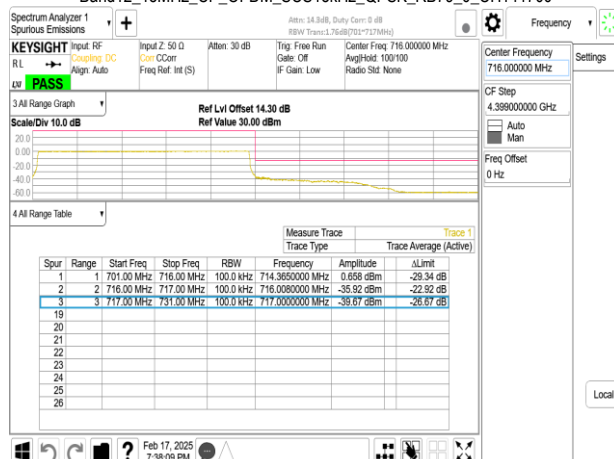 Spectrum Analyzer 1
Spurious Emissions
Attn: 14.3dB, Duty Corr: 0 dB
RBW Tranc:1.76dB(701*717MHz)
Frequency
Settings
KEYSIGHT
RL
Input: RF
Coupling: DC
Align: Auto
Input Z: 50 Ω
Corr CCorr
Freq Ref: Int (S)
Atten: 30 dB
Trig: Free Run
Gate: Off
IF Gain: Low
Center Freq: 716.000000 MHz
Avg|Hold: 100/100
Radio Std: None
LXI
PASS
Center Frequency
716.000000 MHz
CF Step
4.399000000 GHz
Auto
Man
Freq Offset
0 Hz
3 All Range Graph
Scale/Div 10.0 dB
Ref Lvl Offset 14.30 dB
Ref Value 30.00 dBm
20.0
0.00
-20.0
-40.0
-60.0
4 All Range Table
Measure Trace Trace 1
Trace Type Trace Average (Active)
Spur Range Start Freq Stop Freq RBW Frequency Amplitude ΔLimit
1 1 701.00 MHz 716.00 MHz 100.0 kHz 714.3650000 MHz 0.658 dBm -29.34 dB
2 2 716.00 MHz 717.00 MHz 100.0 kHz 716.0080000 MHz -35.92 dBm -22.92 dB
3 3 717.00 MHz 731.00 MHz 100.0 kHz 717.0000000 MHz -39.67 dBm -26.67 dB
19
20
21
22
23
24
25
26
Local
?
Feb 17, 2025
7:38:09 PM